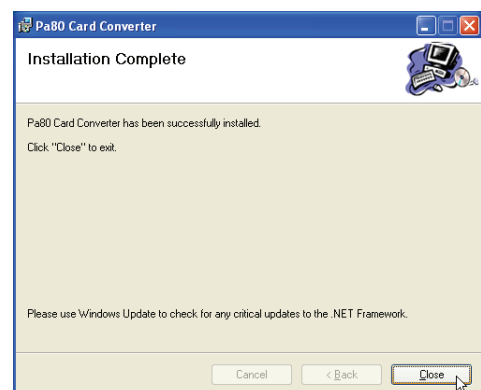 Pa80 Card Converter
Installation Complete
Pa80 Card Converter has been successfully installed.
Click "Close" to exit.
Please use Windows Update to check for any critical updates to the .NET Framework.
Cancel
< Back
Close